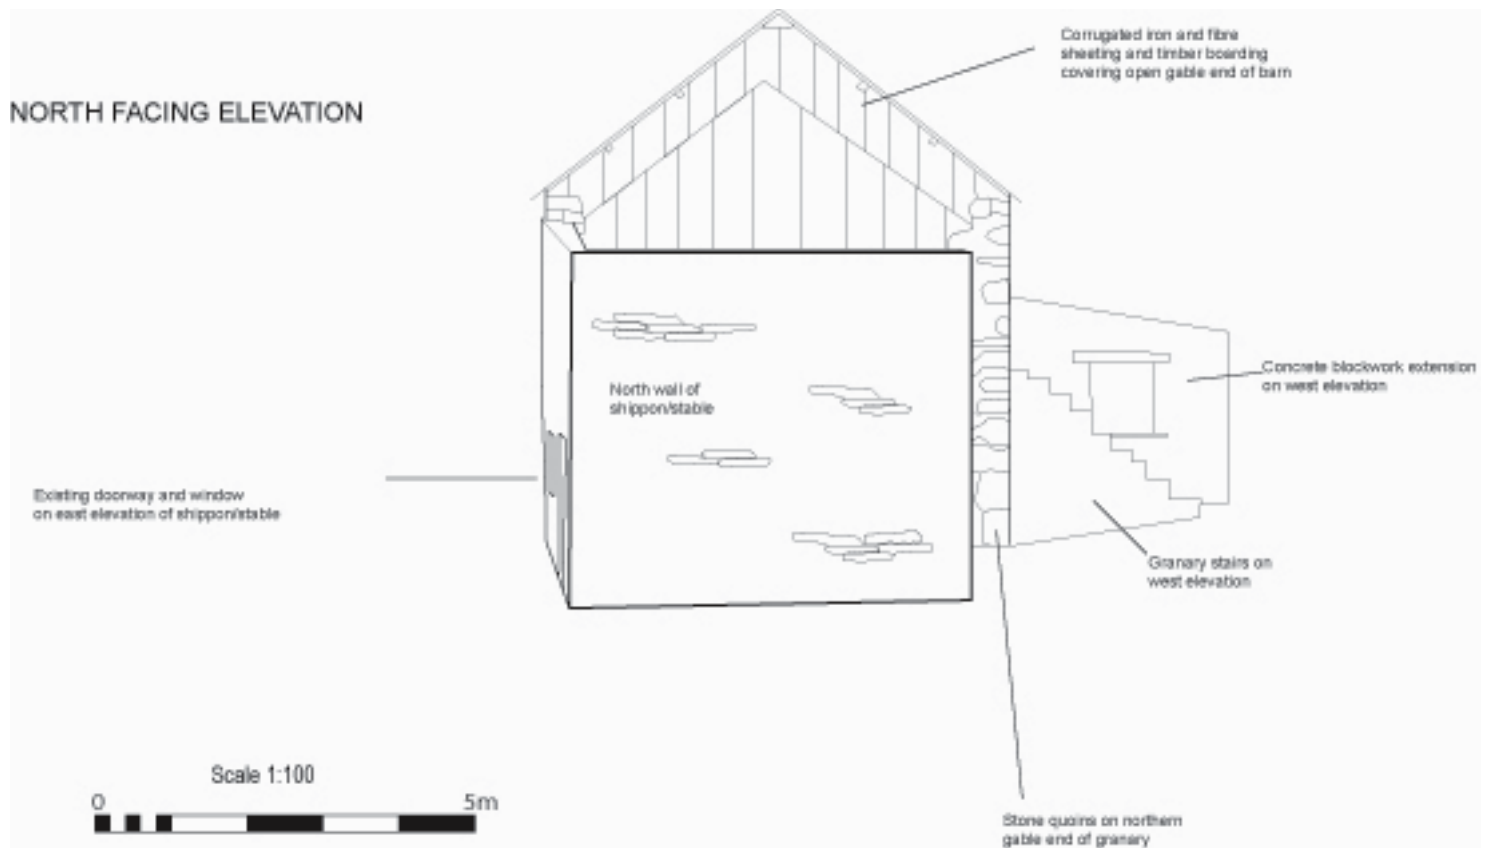 Corrugated iron and fibre
sheeting and timber boarding
covering open gable end of barn
NORTH FACING ELEVATION
Concrete blockwork extension
on west elevation
North wall of
shippon/stable
Existing doorway and window
on east elevation of shippon/stable
Granary stairs on
west elevation
Scale 1:100
0 5m
Stone quoins on northern
gable end of granary